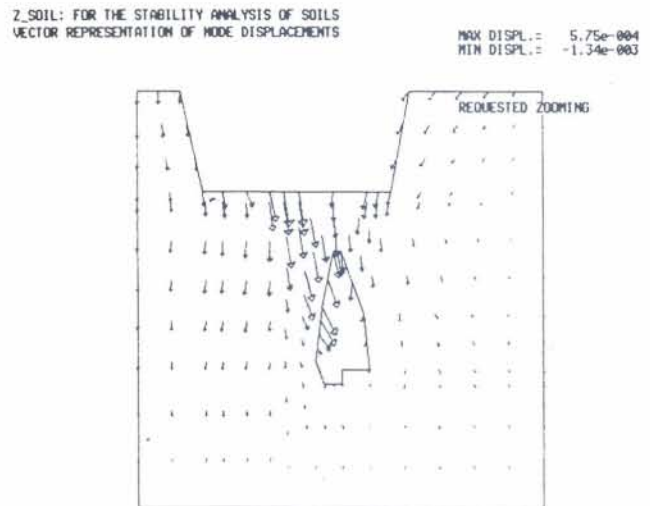 Z_SOIL: FOR THE STABILITY ANALYSIS OF SOILS
VECTOR REPRESENTATION OF NODE DISPLACEMENTS
MAX DISPL.= 5.75e-004
MIN DISPL.= -1.34e-003
REQUESTED ZOOMING